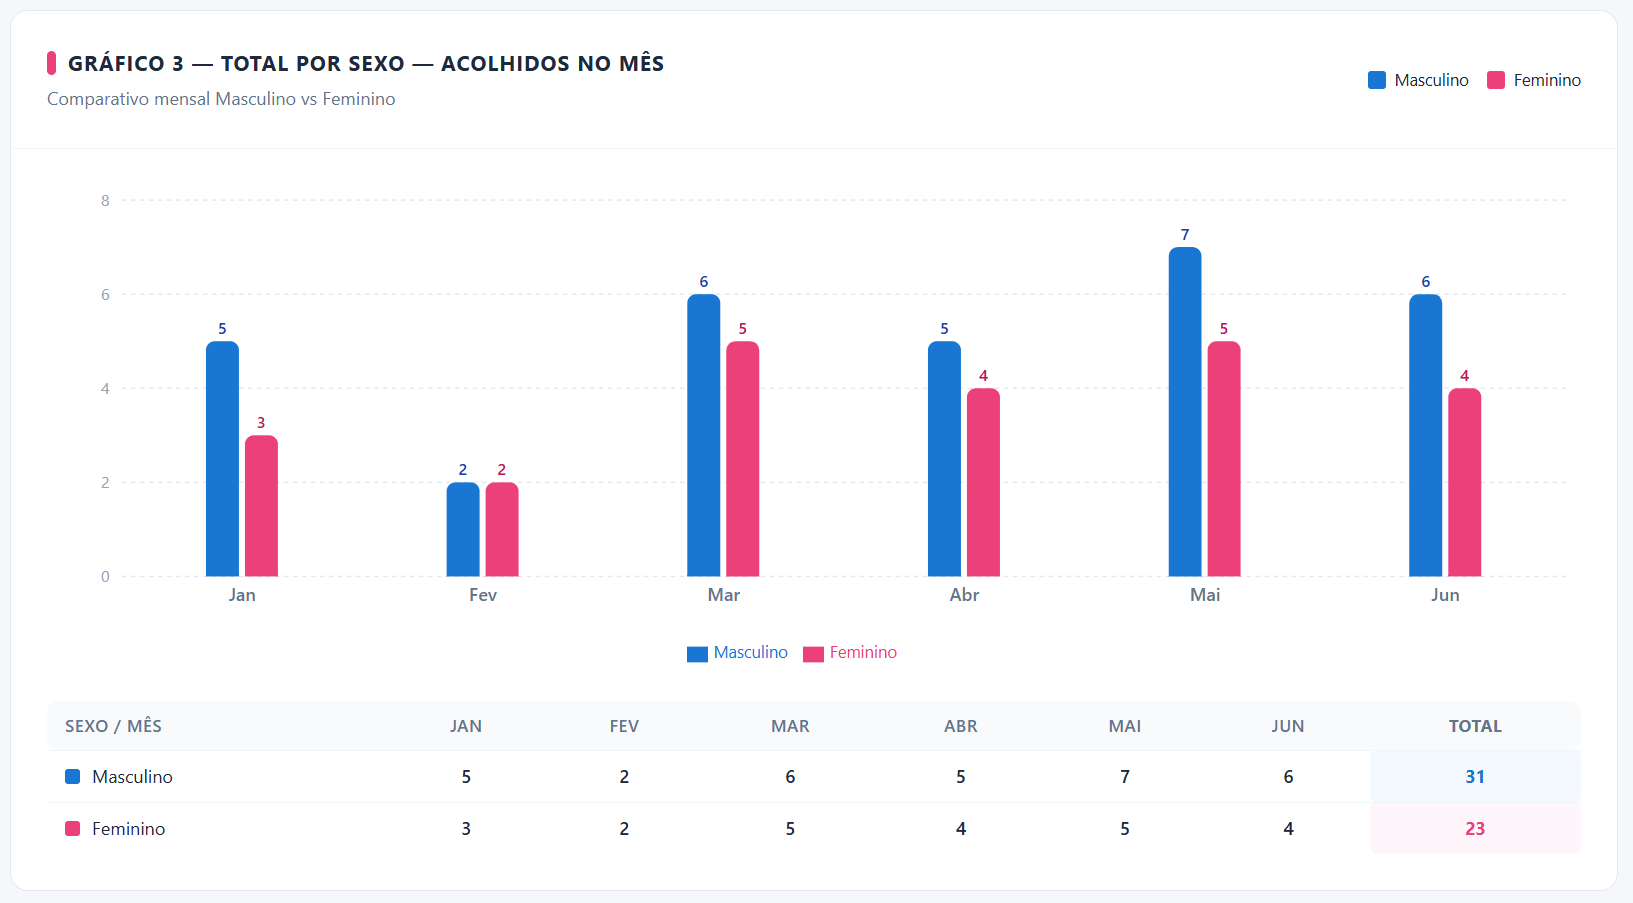 GRÁFICO 3 — TOTAL POR SEXO — ACOLHIDOS NO MÊS
Comparativo mensal Masculino vs Feminino
Masculino Feminino
8
7
6 6
6
5 5 5 5
4 4
4
3
2 2
2
0
Jan Fev Mar Abr Mai Jun
Masculino Feminino
SEXO / MÊS JAN FEV MAR ABR MAI JUN TOTAL
Masculino 5 2 6 5 7 6 31
Feminino 3 2 5 4 5 4 23